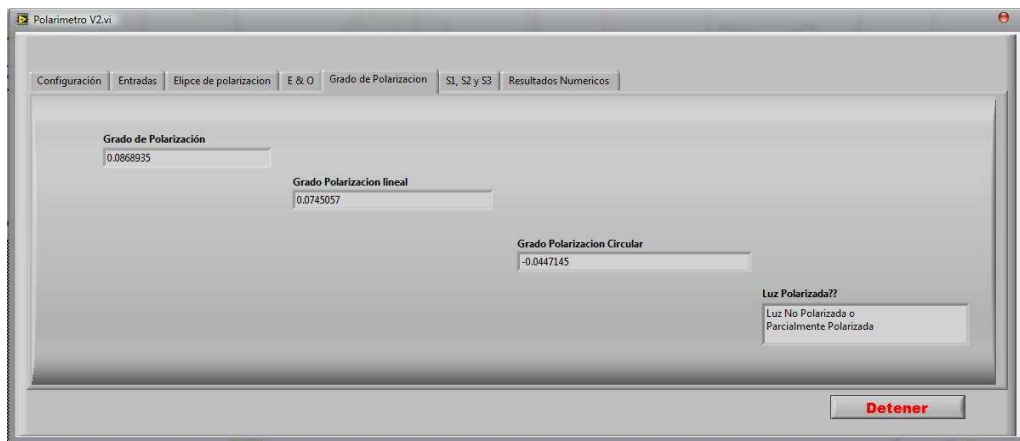 Polarimetro V2.vi
Configuración
Entradas
Elipce de polarizacion
E & O
Grado de Polarizacion
S1, S2 y S3
Resultados Numericos
Grado de Polarización
0.0868935
Grado Polarizacion lineal
0.0745057
Grado Polarizacion Circular
-0.0447145
Luz Polarizada??
Luz No Polarizada o
Parcialmente Polarizada
Detener